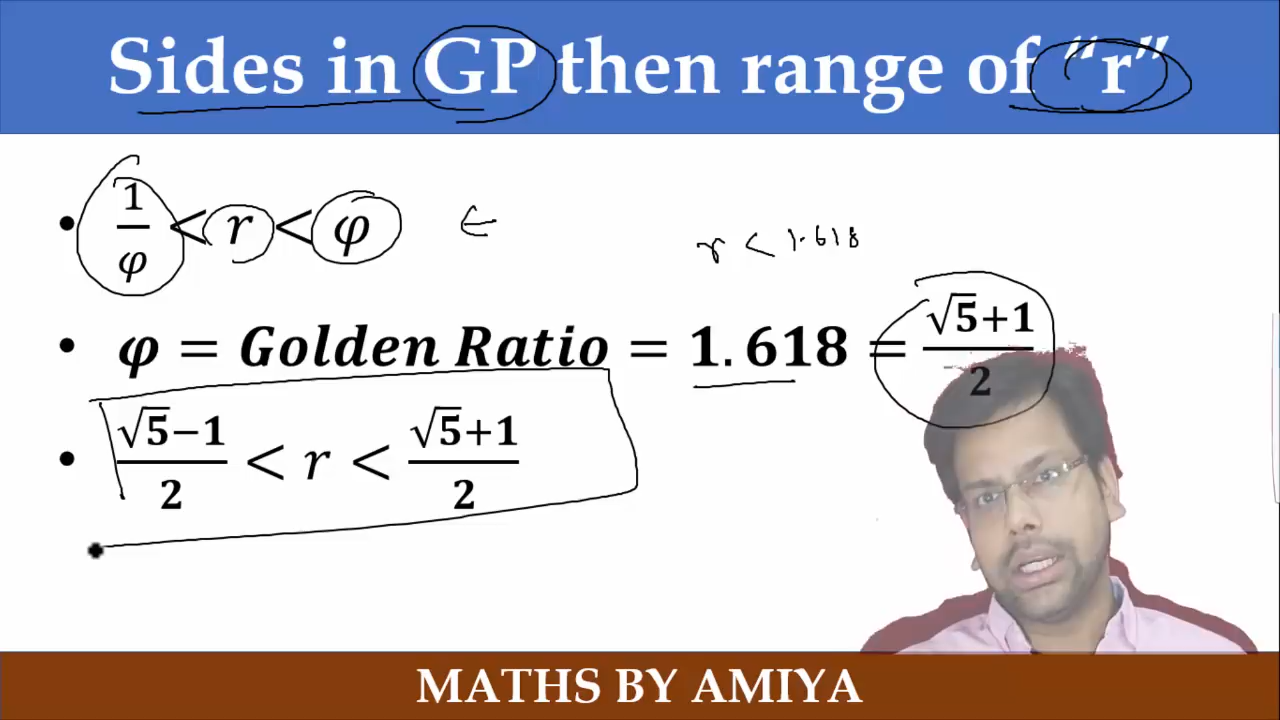 Sides in GP then range of “r”
• 1/φ < r < φ ∈
r < 1.618
• φ = Golden Ratio = 1.618 = (√5+1)/2
• (√5−1)/2 < r < (√5+1)/2
MATHS BY AMIYA